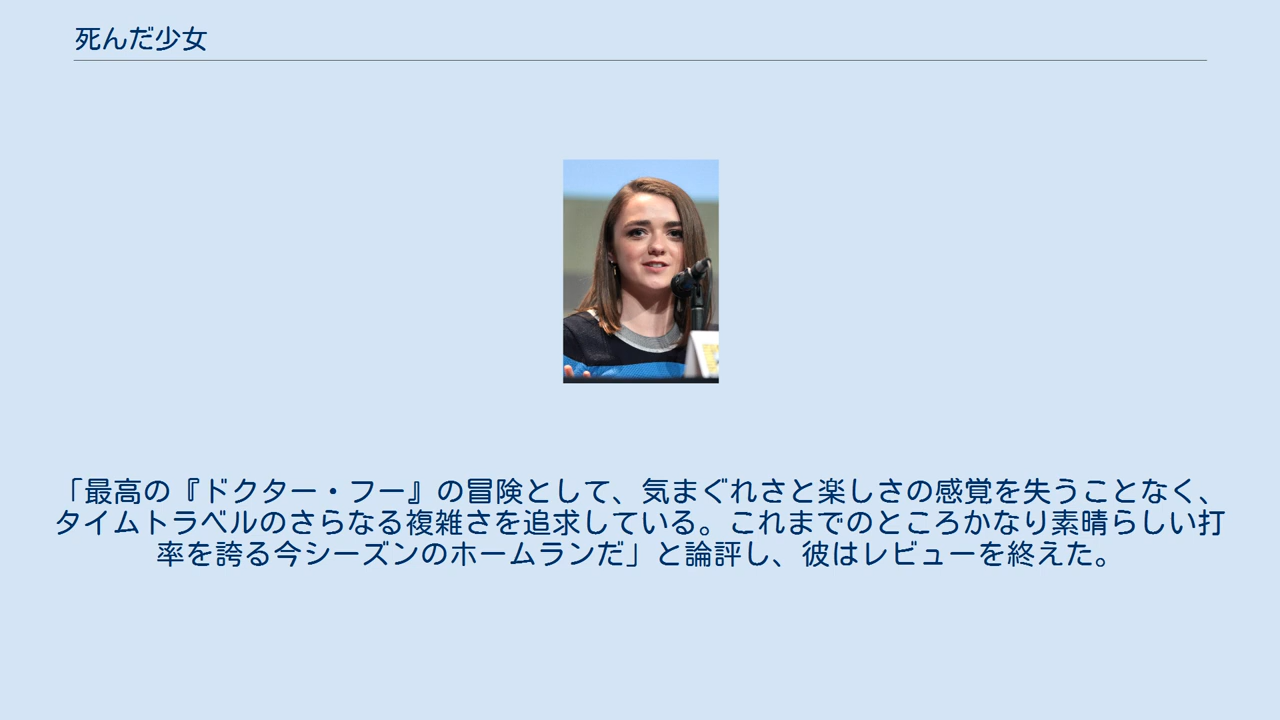 死んだ少女
「最高の『ドクター・フー』の冒険として、気まぐれさと楽しさの感覚を失うことなく、
タイムトラベルのさらなる複雑さを追求している。これまでのところかなり素晴らしい打
率を誇る今シーズンのホームランだ」と論評し、彼はレビューを終えた。